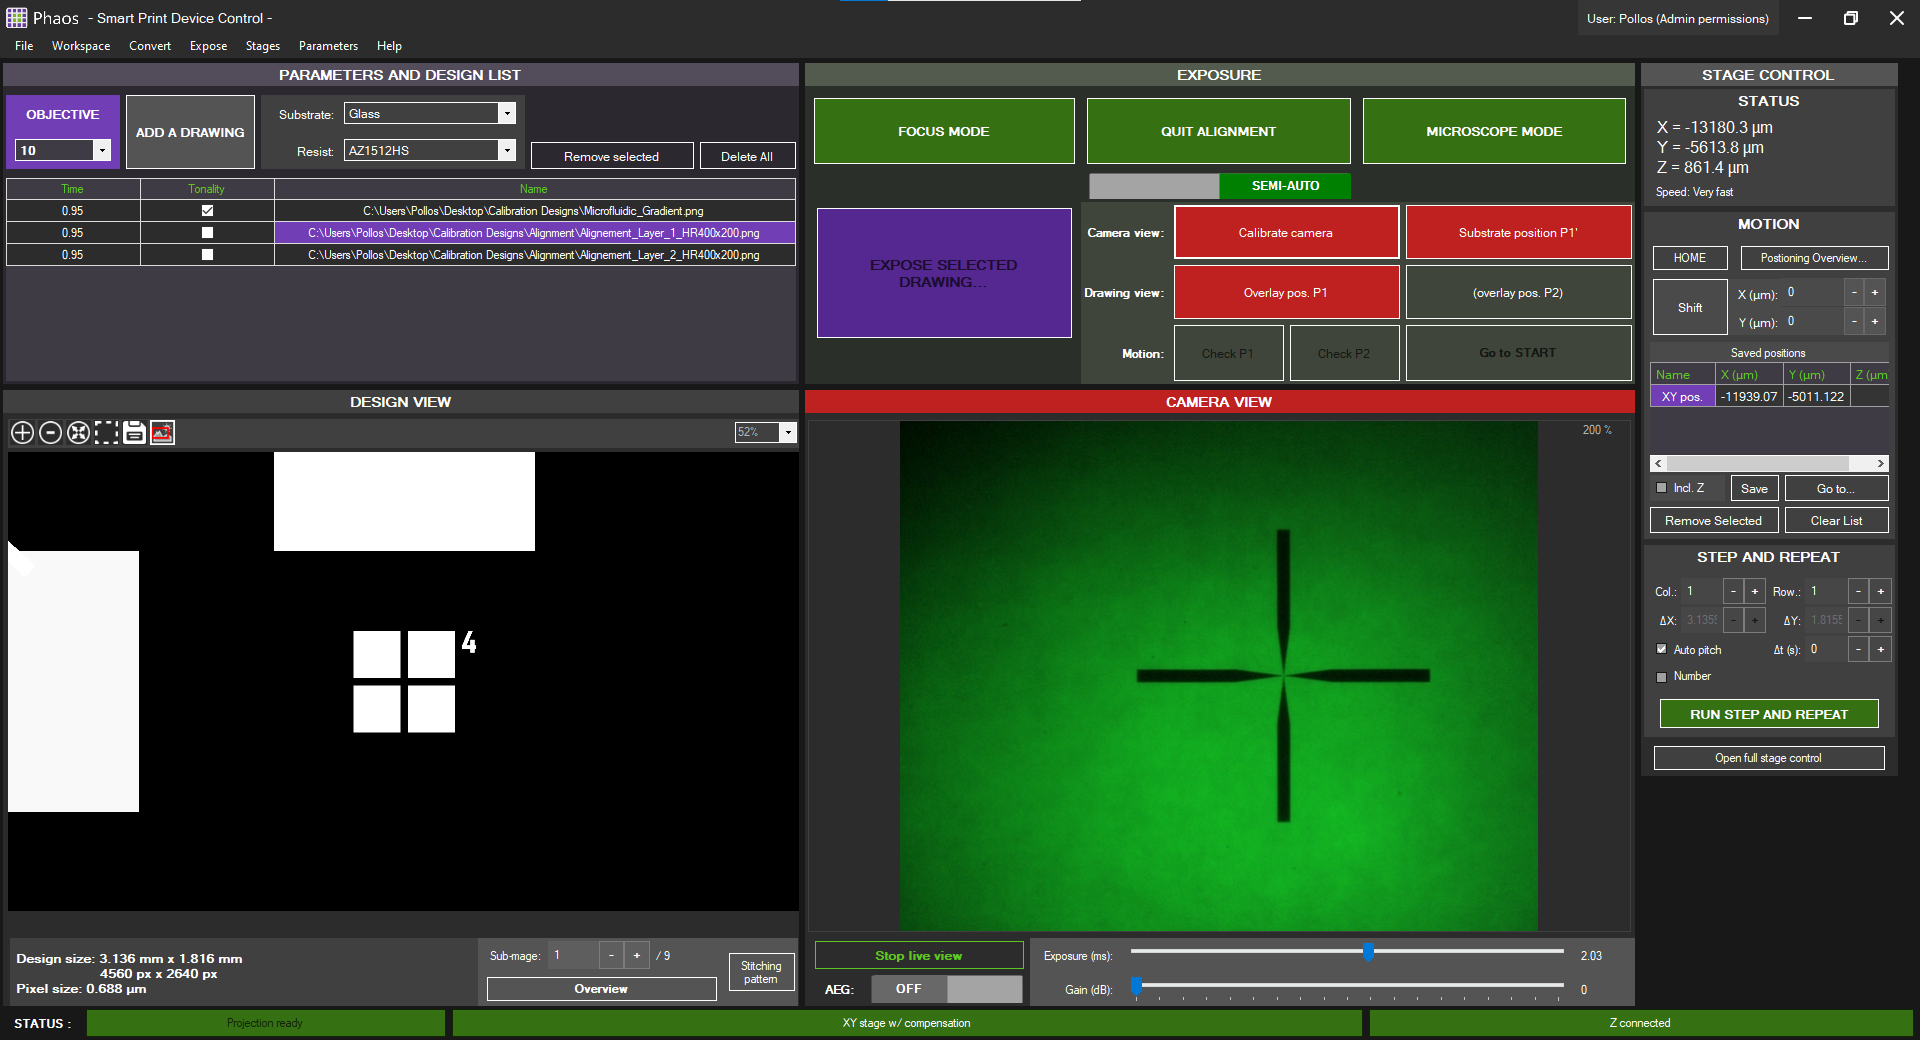 Phaos - Smart Print Device Control -
User: Pollos (Admin permissions)
File Workspace Convert Expose Stages Parameters Help
PARAMETERS AND DESIGN LIST
OBJECTIVE
10
ADD A DRAWING
Substrate: Glass
Resist: AZ1512HS
Remove selected
Delete All
Time Tonality Name
0.95 C:\Users\Pollos\Desktop\Calibration Designs\Microfluidic_Gradient.png
0.95 C:\Users\Pollos\Desktop\Calibration Designs\Alignment\Alignement_Layer_1_HR400x200.png
0.95 C:\Users\Pollos\Desktop\Calibration Designs\Alignment\Alignement_Layer_2_HR400x200.png
EXPOSURE
FOCUS MODE
QUIT ALIGNMENT
MICROSCOPE MODE
SEMI-AUTO
EXPOSE SELECTED
DRAWING...
Camera view: Calibrate camera Substrate position P1'
Drawing view: Overlay pos. P1 (overlay pos. P2)
Motion: Check P1 Check P2 Go to START
DESIGN VIEW
52%
4
Design size: 3.136 mm x 1.816 mm
4560 px x 2640 px
Pixel size: 0.688 µm
Sub-mage: 1 - + / 9
Overview
Stitching
pattern
CAMERA VIEW
200 %
Stop live view
AEG: OFF
Exposure (ms): 2.03
Gain (dB): 0
STAGE CONTROL
STATUS
X = -13180.3 µm
Y = -5613.8 µm
Z = 861.4 µm
Speed: Very fast
MOTION
HOME
Postioning Overview...
Shift
X (µm): 0 - +
Y (µm): 0 - +
Saved positions
Name X (µm) Y (µm) Z (µm
XY pos. -11939.07 -5011.122
Incl. Z
Save
Go to...
Remove Selected
Clear List
STEP AND REPEAT
Col.: 1 - + Row.: 1 - +
ΔX: 3.1355 - + ΔY: 1.8155 - +
Auto pitch Δt (s): 0 - +
Number
RUN STEP AND REPEAT
Open full stage control
STATUS : Projection ready XY stage w/ compensation Z connected